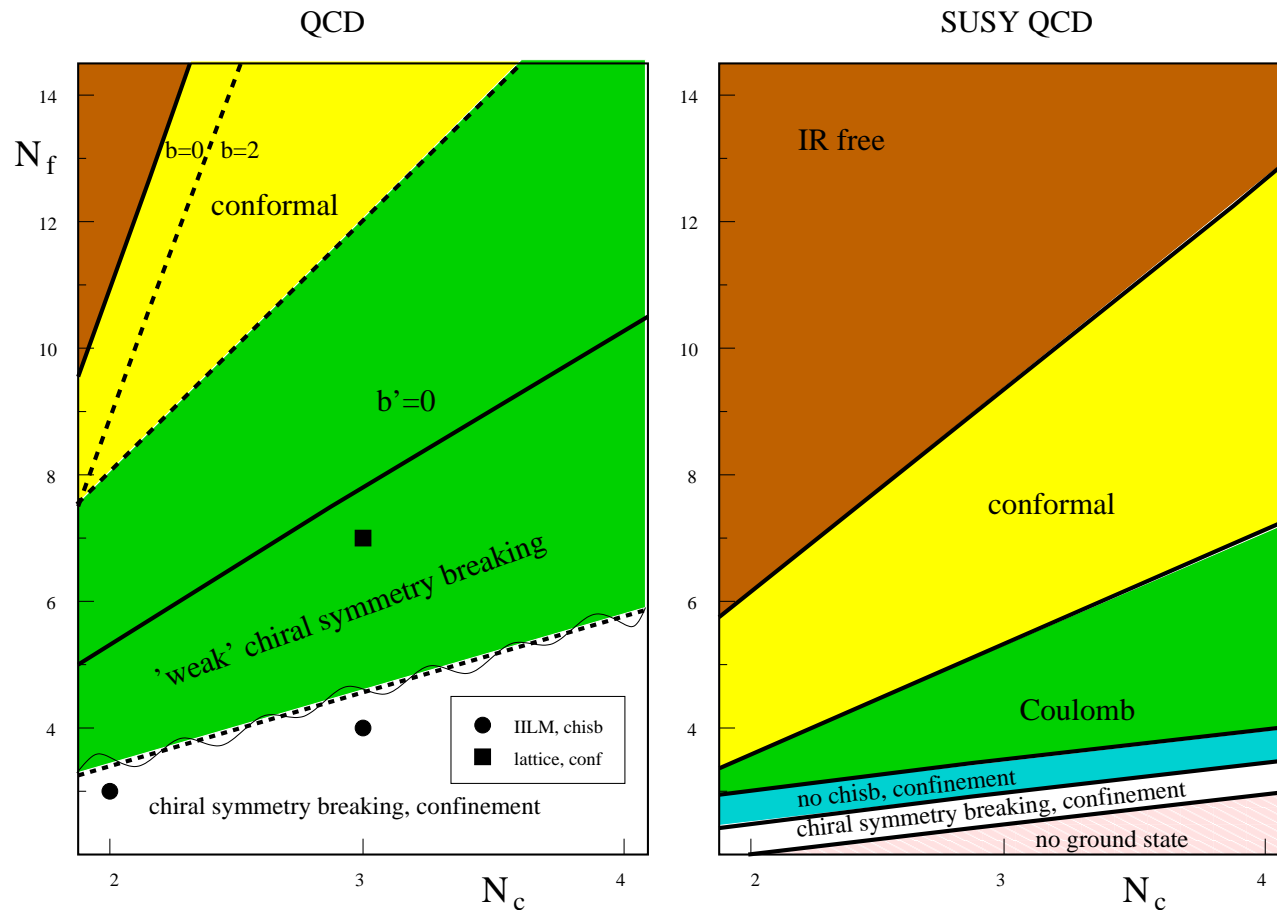 QCD
14
N f
b=0 b=2
12
conformal
10
b'=0
8
'weak' chiral symmetry breaking
6
IILM, chisb
lattice, conf
4
chiral symmetry breaking, confinement
2
3
4
N c
SUSY QCD
14
IR free
12
10
8
conformal
6
Coulomb
4
no chisb, confinement
chiral symmetry breaking, confinement
no ground state
2
3
4
N c